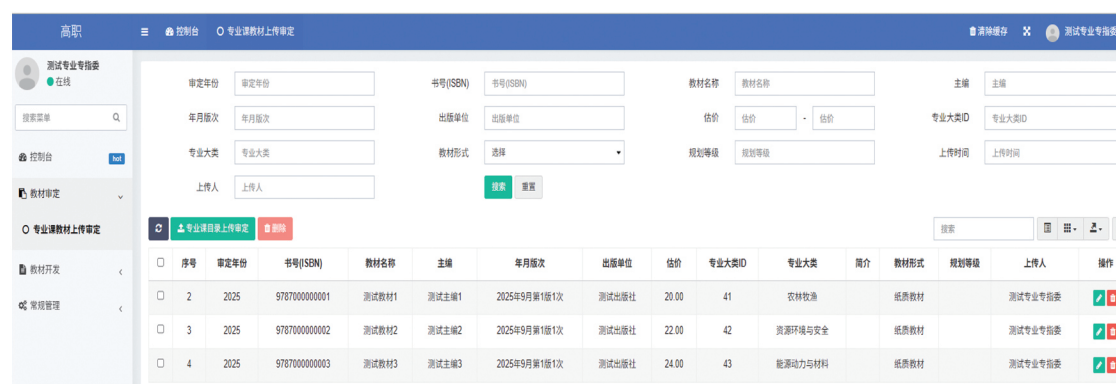 高职 控制台 专业课教材上传审定 清除缓存 测试专业专指委
测试专业专指委
在线
搜索菜单
控制台 hot
教材审定
专业课教材上传审定
教材开发
常规管理
审定年份 审定年份 书号(ISBN) 书号(ISBN) 教材名称 教材名称 主编 主编
年月版次 年月版次 出版单位 出版单位 估价 估价 - 估价 专业大类ID 专业大类ID
专业大类 专业大类 教材形式 选择 规划等级 规划等级 上传时间 上传时间
上传人 上传人 搜索 重置
专业课目录上传审定 删除 搜索
序号 审定年份 书号(ISBN) 教材名称 主编 年月版次 出版单位 估价 专业大类ID 专业大类 简介 教材形式 规划等级 上传人 操作
2 2025 9787000000001 测试教材1 测试主编1 2025年9月第1版1次 测试出版社 20.00 41 农林牧渔 纸质教材 测试专业专指委
3 2025 9787000000002 测试教材2 测试主编2 2025年9月第1版1次 测试出版社 22.00 42 资源环境与安全 纸质教材 测试专业专指委
4 2025 9787000000003 测试教材3 测试主编3 2025年9月第1版1次 测试出版社 24.00 43 能源动力与材料 纸质教材 测试专业专指委